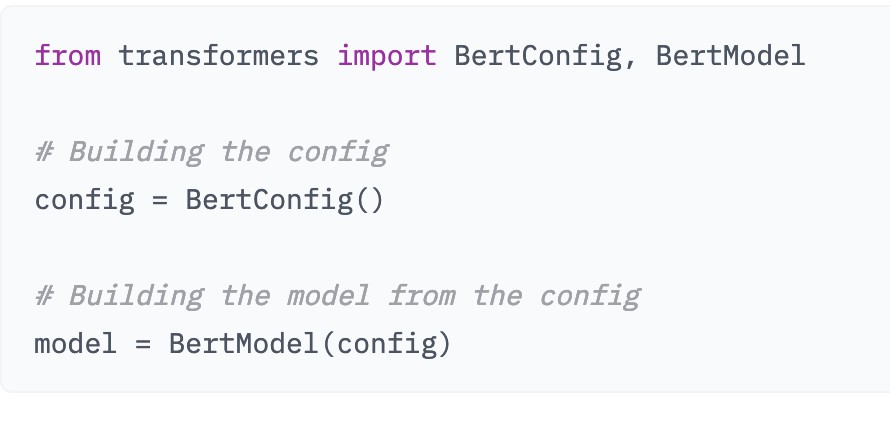 from transformers import BertConfig, BertModel
# Building the config
config = BertConfig()
# Building the model from the config
model = BertModel(config)